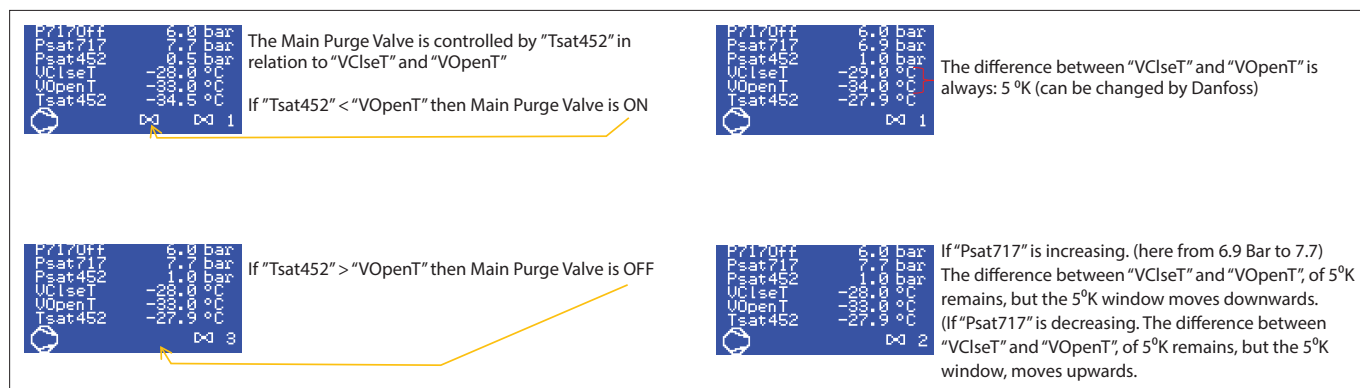 P717Off 6.0 bar
Psat717 7.7 bar
Psat452 0.5 bar
VClseT -28.0 °C
VOpenT -33.0 °C
Tsat452 -34.5 °C
1
The Main Purge Valve is controlled by "Tsat452" in
relation to "VClseT" and "VOpenT"
If "Tsat452" < "VOpenT" then Main Purge Valve is ON
P717Off 6.0 bar
Psat717 6.9 bar
Psat452 1.0 bar
VClseT -29.0 °C
VOpenT -34.0 °C
Tsat452 -27.9 °C
1
The difference between "VClseT" and "VOpenT" is
always: 5 ⁰K (can be changed by Danfoss)
P717Off 6.0 bar
Psat717 7.7 bar
Psat452 1.0 bar
VClseT -28.0 °C
VOpenT -33.0 °C
Tsat452 -27.9 °C
3
If "Tsat452" > "VOpenT" then Main Purge Valve is OFF
P717Off 6.0 bar
Psat717 7.7 bar
Psat452 1.0 bar
VClseT -28.0 °C
VOpenT -33.0 °C
Tsat452 -27.9 °C
2
If "Psat717" is increasing. (here from 6.9 Bar to 7.7)
The difference between "VClseT" and "VOpenT", of 5⁰K
remains, but the 5⁰K window moves downwards.
(If "Psat717" is decreasing. The difference between
"VClseT" and "VOpenT", of 5⁰K remains, but the 5⁰K
window, moves upwards.